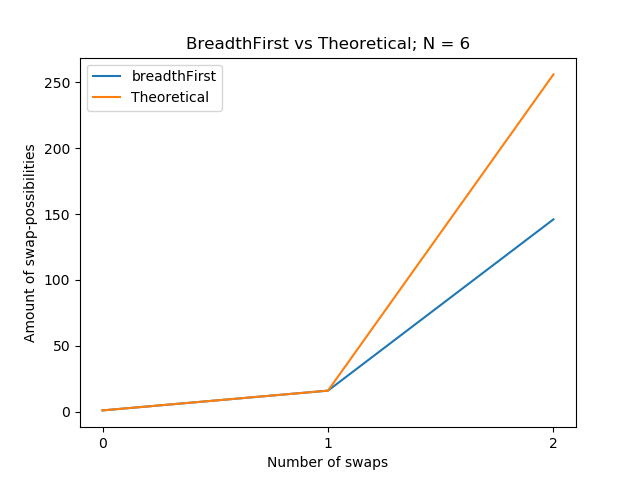 BreadthFirst vs Theoretical; N = 6
breadthFirst
Theoretical
250
200
150
100
50
0
Amount of swap-possibilities
0 1 2
Number of swaps